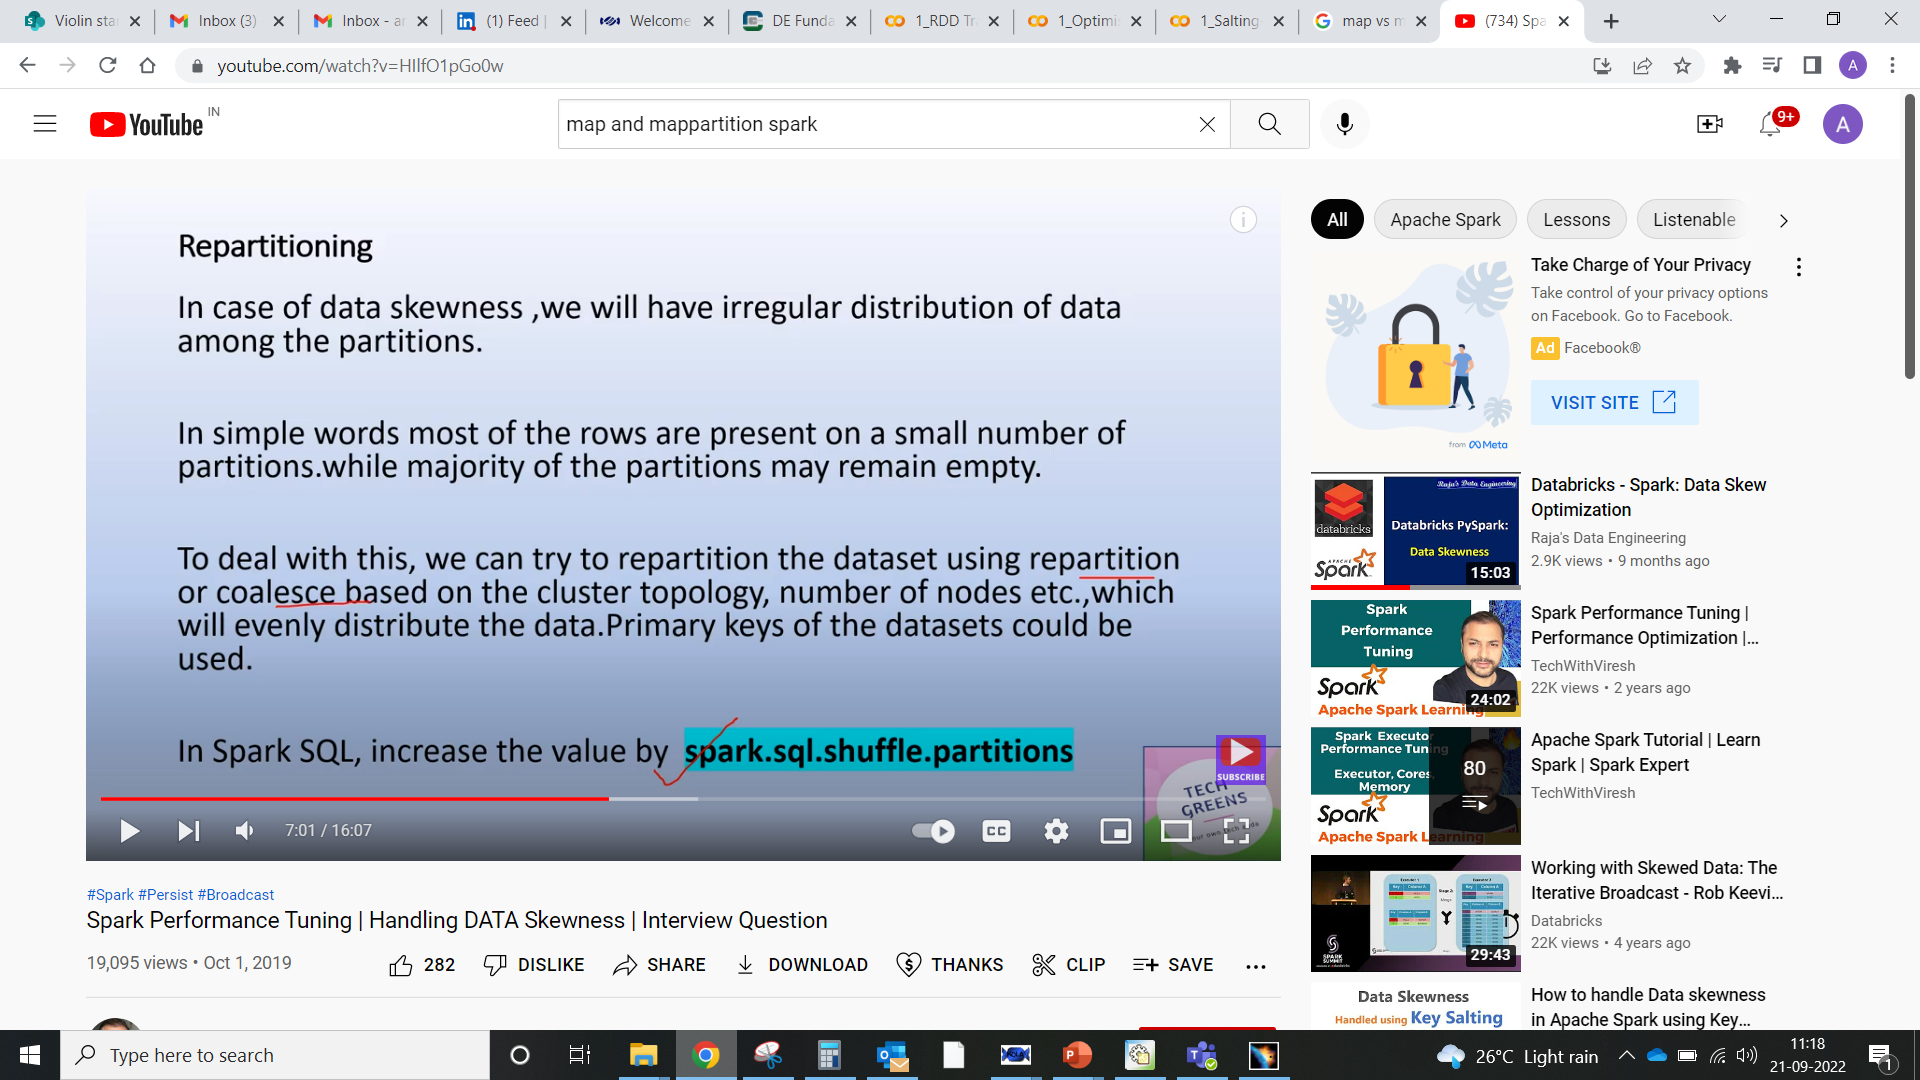 Violin sta
Inbox (3)
Inbox - a
(1) Feed |
Welcome
DE Funda
1_RDD Tr
1_Optimi
1_Salting
map vs m
(734) Spa
youtube.com/watch?v=HIlfO1pGo0w
A
YouTube IN
map and mappartition spark
9+
A
Repartitioning
In case of data skewness ,we will have irregular distribution of data
among the partitions.
In simple words most of the rows are present on a small number of
partitions.while majority of the partitions may remain empty.
To deal with this, we can try to repartition the dataset using repartition
or coalesce based on the cluster topology, number of nodes etc.,which
will evenly distribute the data.Primary keys of the datasets could be
used.
In Spark SQL, increase the value by spark.sql.shuffle.partitions
SUBSCRIBE
TECH
GREENS
7:01 / 16:07
CC
#Spark #Persist #Broadcast
Spark Performance Tuning | Handling DATA Skewness | Interview Question
19,095 views • Oct 1, 2019
282 DISLIKE SHARE DOWNLOAD THANKS CLIP SAVE
All Apache Spark Lessons Listenable
Take Charge of Your Privacy
Take control of your privacy options
on Facebook. Go to Facebook.
Ad Facebook®
VISIT SITE
from Meta
Raja's Data Engineering
databricks
Databricks PySpark:
Data Skewness
APACHE
Spark
15:03
Databricks - Spark: Data Skew
Optimization
Raja's Data Engineering
2.9K views • 9 months ago
Spark
Performance
Tuning
Spark
24:02
Apache Spark Learning
Spark Performance Tuning |
Performance Optimization |...
TechWithViresh
22K views • 2 years ago
Spark Executor
Performance Tuning
Executor, Cores,
Memory
80
Spark
Apache Spark Learning
Apache Spark Tutorial | Learn
Spark | Spark Expert
TechWithViresh
SPARK
SUMMIT
29:43
Working with Skewed Data: The
Iterative Broadcast - Rob Keevi...
Databricks
22K views • 4 years ago
Data Skewness
Handled using Key Salting
How to handle Data skewness
in Apache Spark using Key...
Type here to search
26°C Light rain
11:18
21-09-2022
1